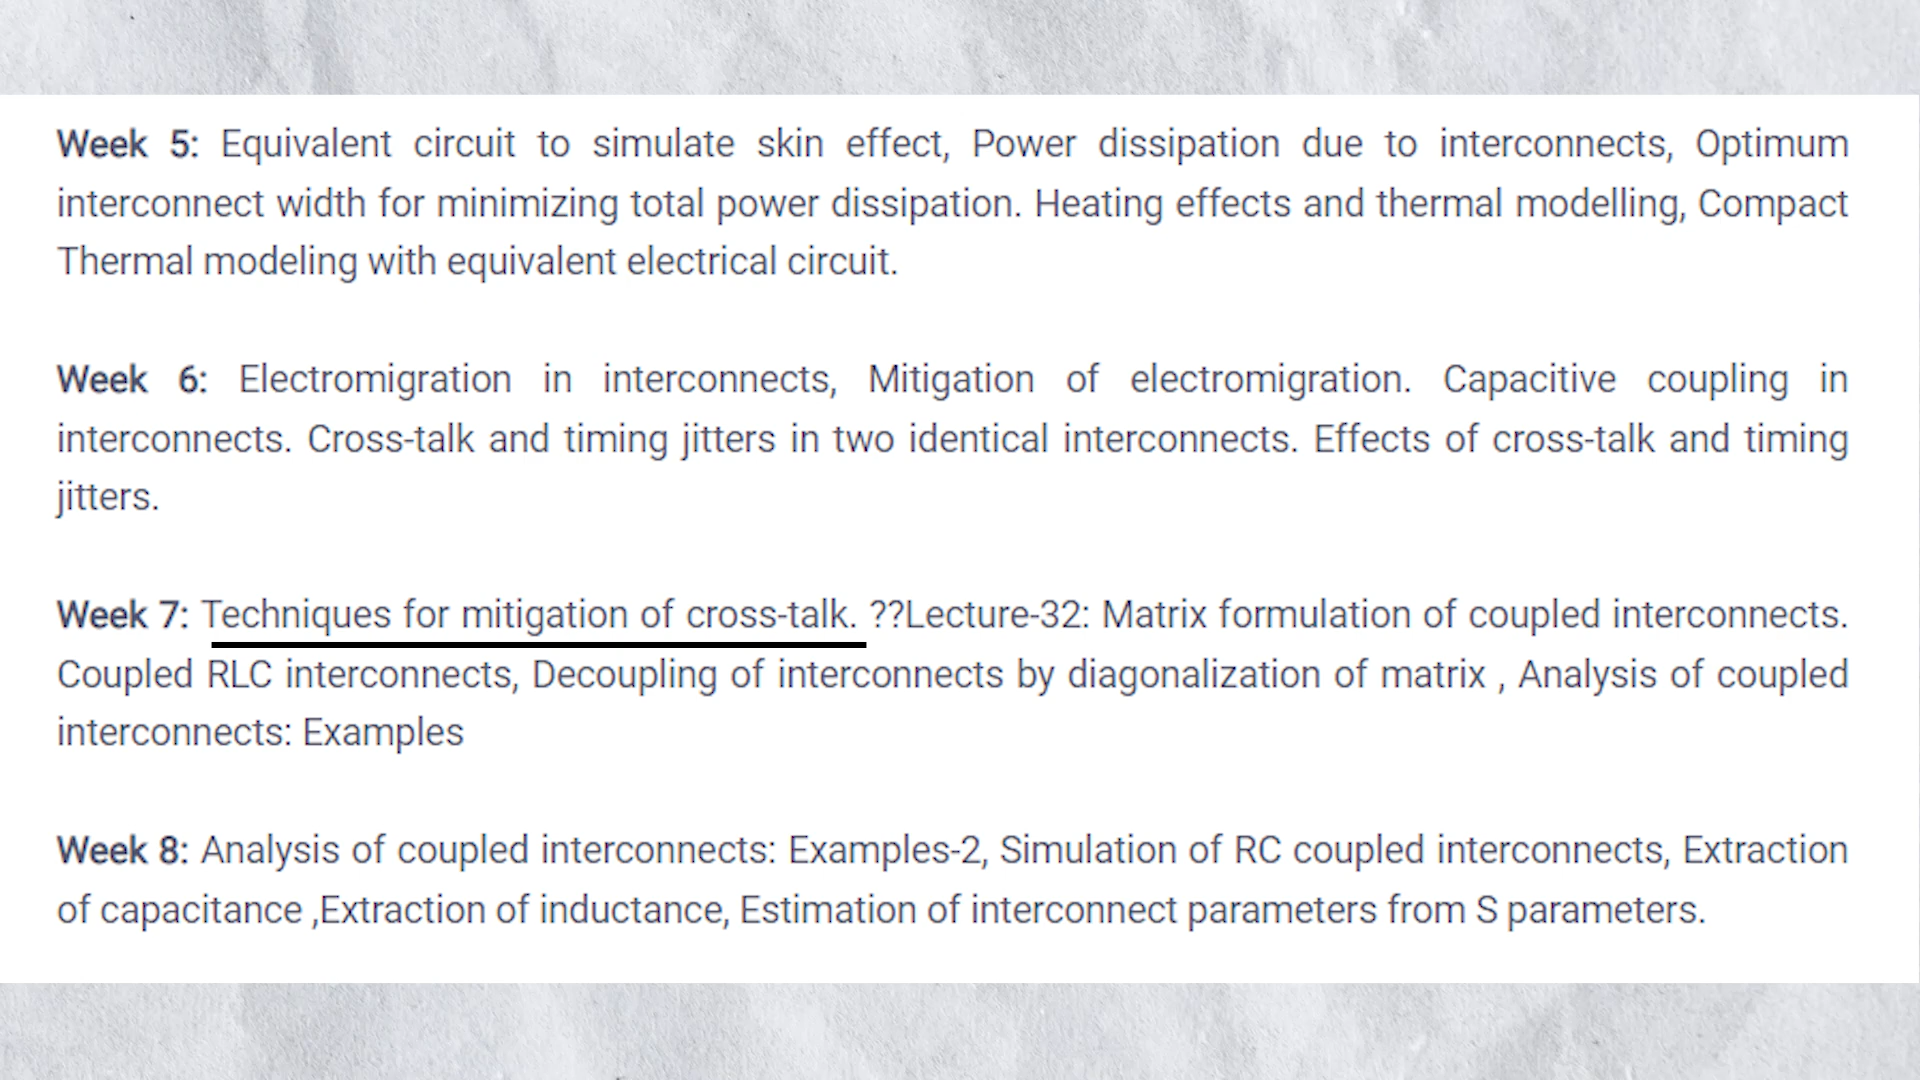 Week 5: Equivalent circuit to simulate skin effect, Power dissipation due to interconnects, Optimum
interconnect width for minimizing total power dissipation. Heating effects and thermal modelling, Compact
Thermal modeling with equivalent electrical circuit.
Week 6: Electromigration in interconnects, Mitigation of electromigration. Capacitive coupling in
interconnects. Cross-talk and timing jitters in two identical interconnects. Effects of cross-talk and timing
jitters.
Week 7: Techniques for mitigation of cross-talk. ??Lecture-32: Matrix formulation of coupled interconnects.
Coupled RLC interconnects, Decoupling of interconnects by diagonalization of matrix , Analysis of coupled
interconnects: Examples
Week 8: Analysis of coupled interconnects: Examples-2, Simulation of RC coupled interconnects, Extraction
of capacitance ,Extraction of inductance, Estimation of interconnect parameters from S parameters.